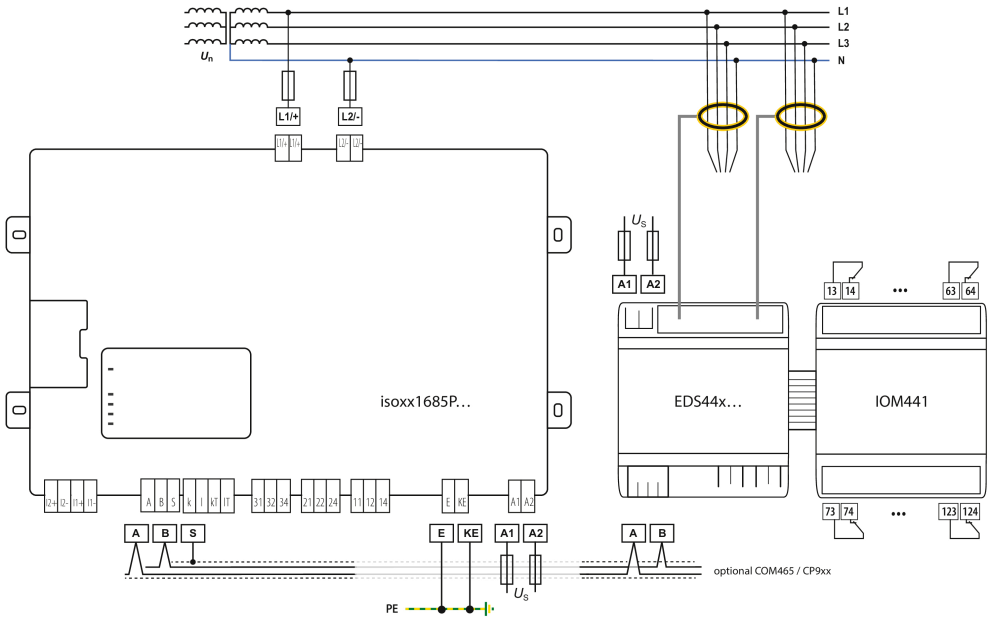 L1
L2
L3
N
Un
L1/+ L2/-
L1/+ L1/+ L2/- L2/-
US
A1 A2
13 14 ... 63 64
isoxx1685P...
EDS44x...
IOM441
I2+ I2- I1+ I1- A B S k l kT lT 31 32 34 21 22 24 11 12 14 E KE A1 A2
73 74 ... 123 124
A B S E KE A1 A2 A B
optional COM465 / CP9xx
US
PE